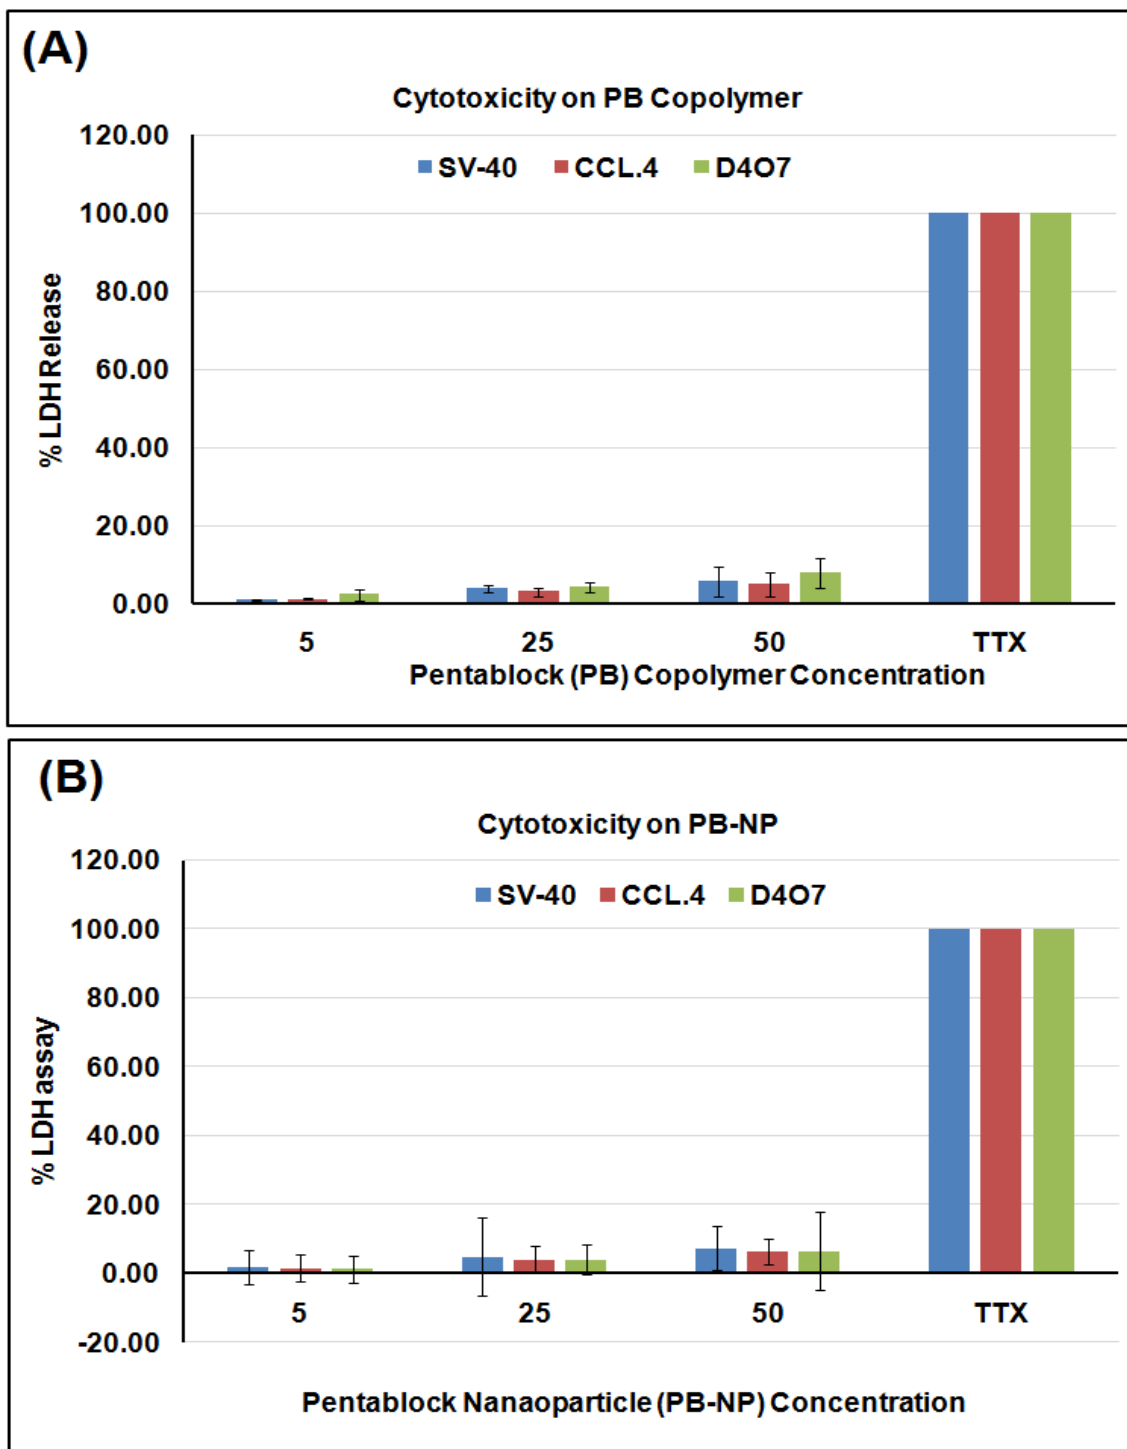 (A)
Cytotoxicity on PB Copolymer
120.00
SV-40 CCL.4 D4O7
100.00
80.00
60.00
40.00
20.00
0.00
% LDH Release
5 25 50 TTX
Pentablock (PB) Copolymer Concentration
(B)
Cytotoxicity on PB-NP
120.00
SV-40 CCL.4 D4O7
100.00
80.00
60.00
40.00
20.00
0.00
-20.00
% LDH assay
5 25 50 TTX
Pentablock Nanaoparticle (PB-NP) Concentration